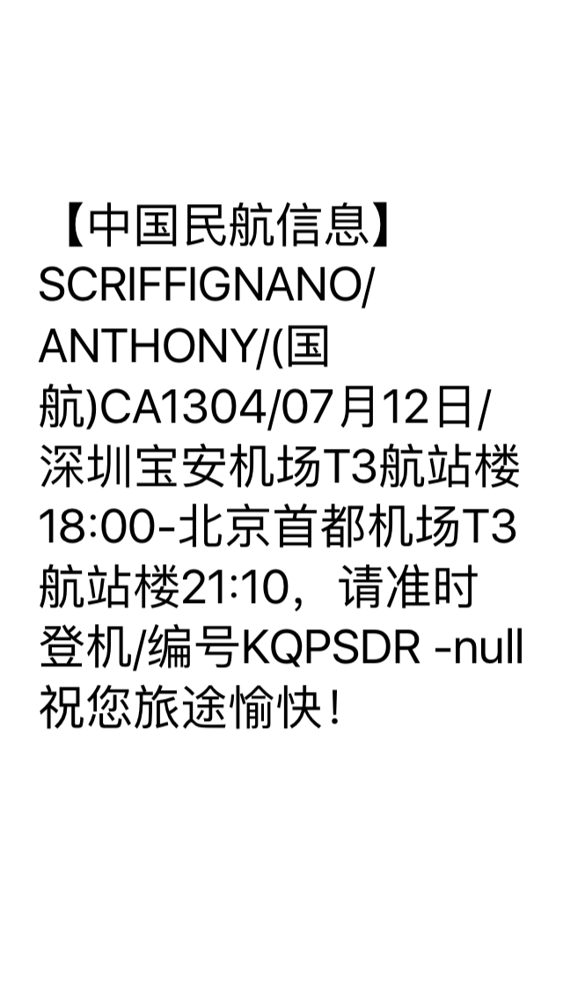 【中国民航信息】
SCRIFFIGNANO/
ANTHONY/(国
航)CA1304/07月12日/
深圳宝安机场T3航站楼
18:00-北京首都机场T3
航站楼21:10，请准时
登机/编号KQPSDR -null
祝您旅途愉快！